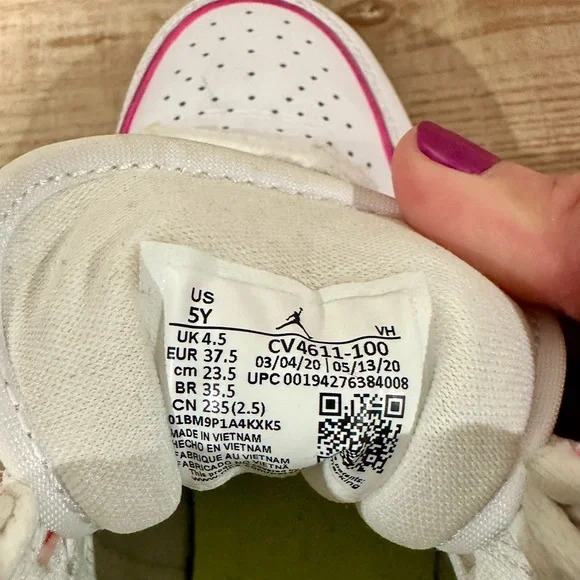 US
5Y
VH
UK 4.5
CV4611-100
EUR 37.5
03/04/20 05/13/20
cm 23.5
UPC 00194276384008
BR 35.5
CN 235(2.5)
01BM9P1A4KXK5
MADE IN VIETNAM
HECHO EN VIETNAM
FABRIQUE AU VIETNAM
FABRICADO NO VIETNÃ
This